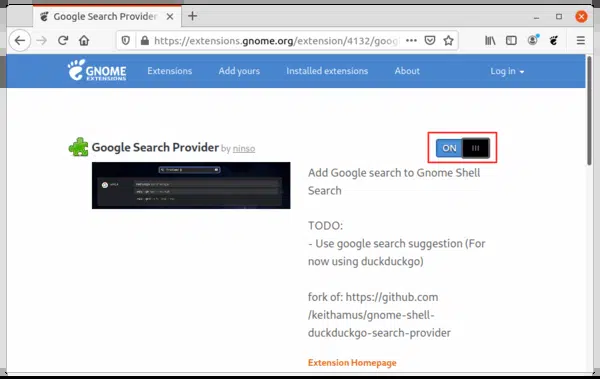 Google Search Provider
https://extensions.gnome.org/extension/4132/goog
GNOME
EXTENSIONS
Extensions
Add yours
Installed extensions
About
Log in
Google Search Provider by ninso
ON
Add Google search to Gnome Shell
Search
TODO:
- Use google search suggestion (For
now using duckduckgo)
fork of: https://github.com
/keithamus/gnome-shell-
duckduckgo-search-provider
Extension Homepage